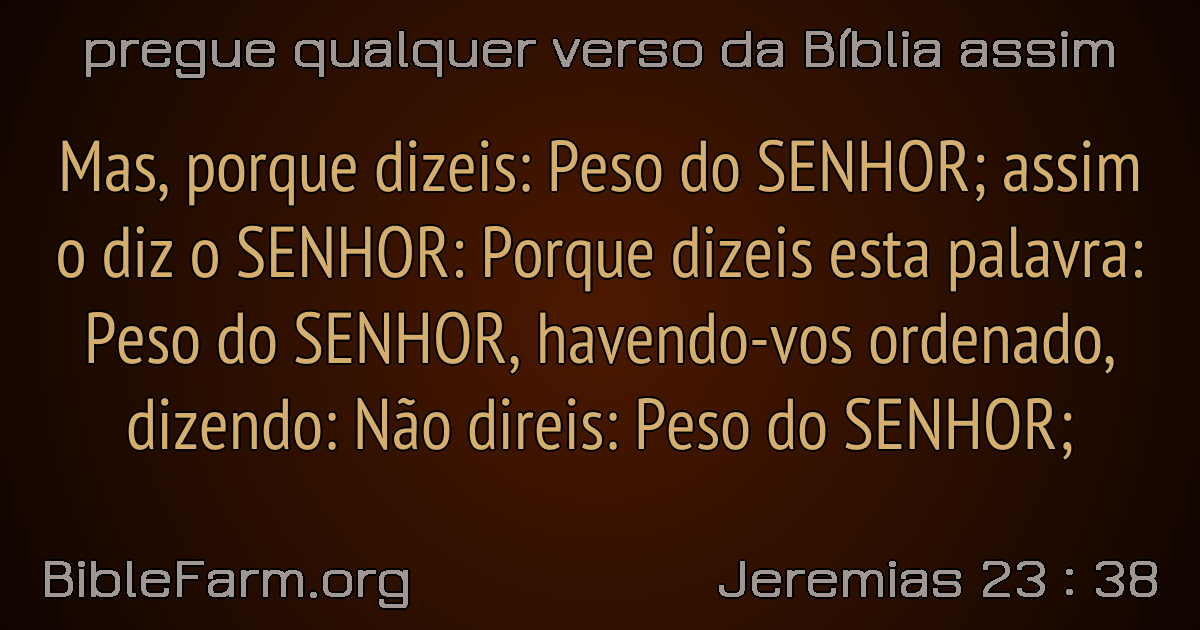 pregue qualquer verso da Bíblia assim
Mas, porque dizeis: Peso do SENHOR; assim
o diz o SENHOR: Porque dizeis esta palavra:
Peso do SENHOR, havendo-vos ordenado,
dizendo: Não direis: Peso do SENHOR;
BibleFarm.org
Jeremias 23 : 38